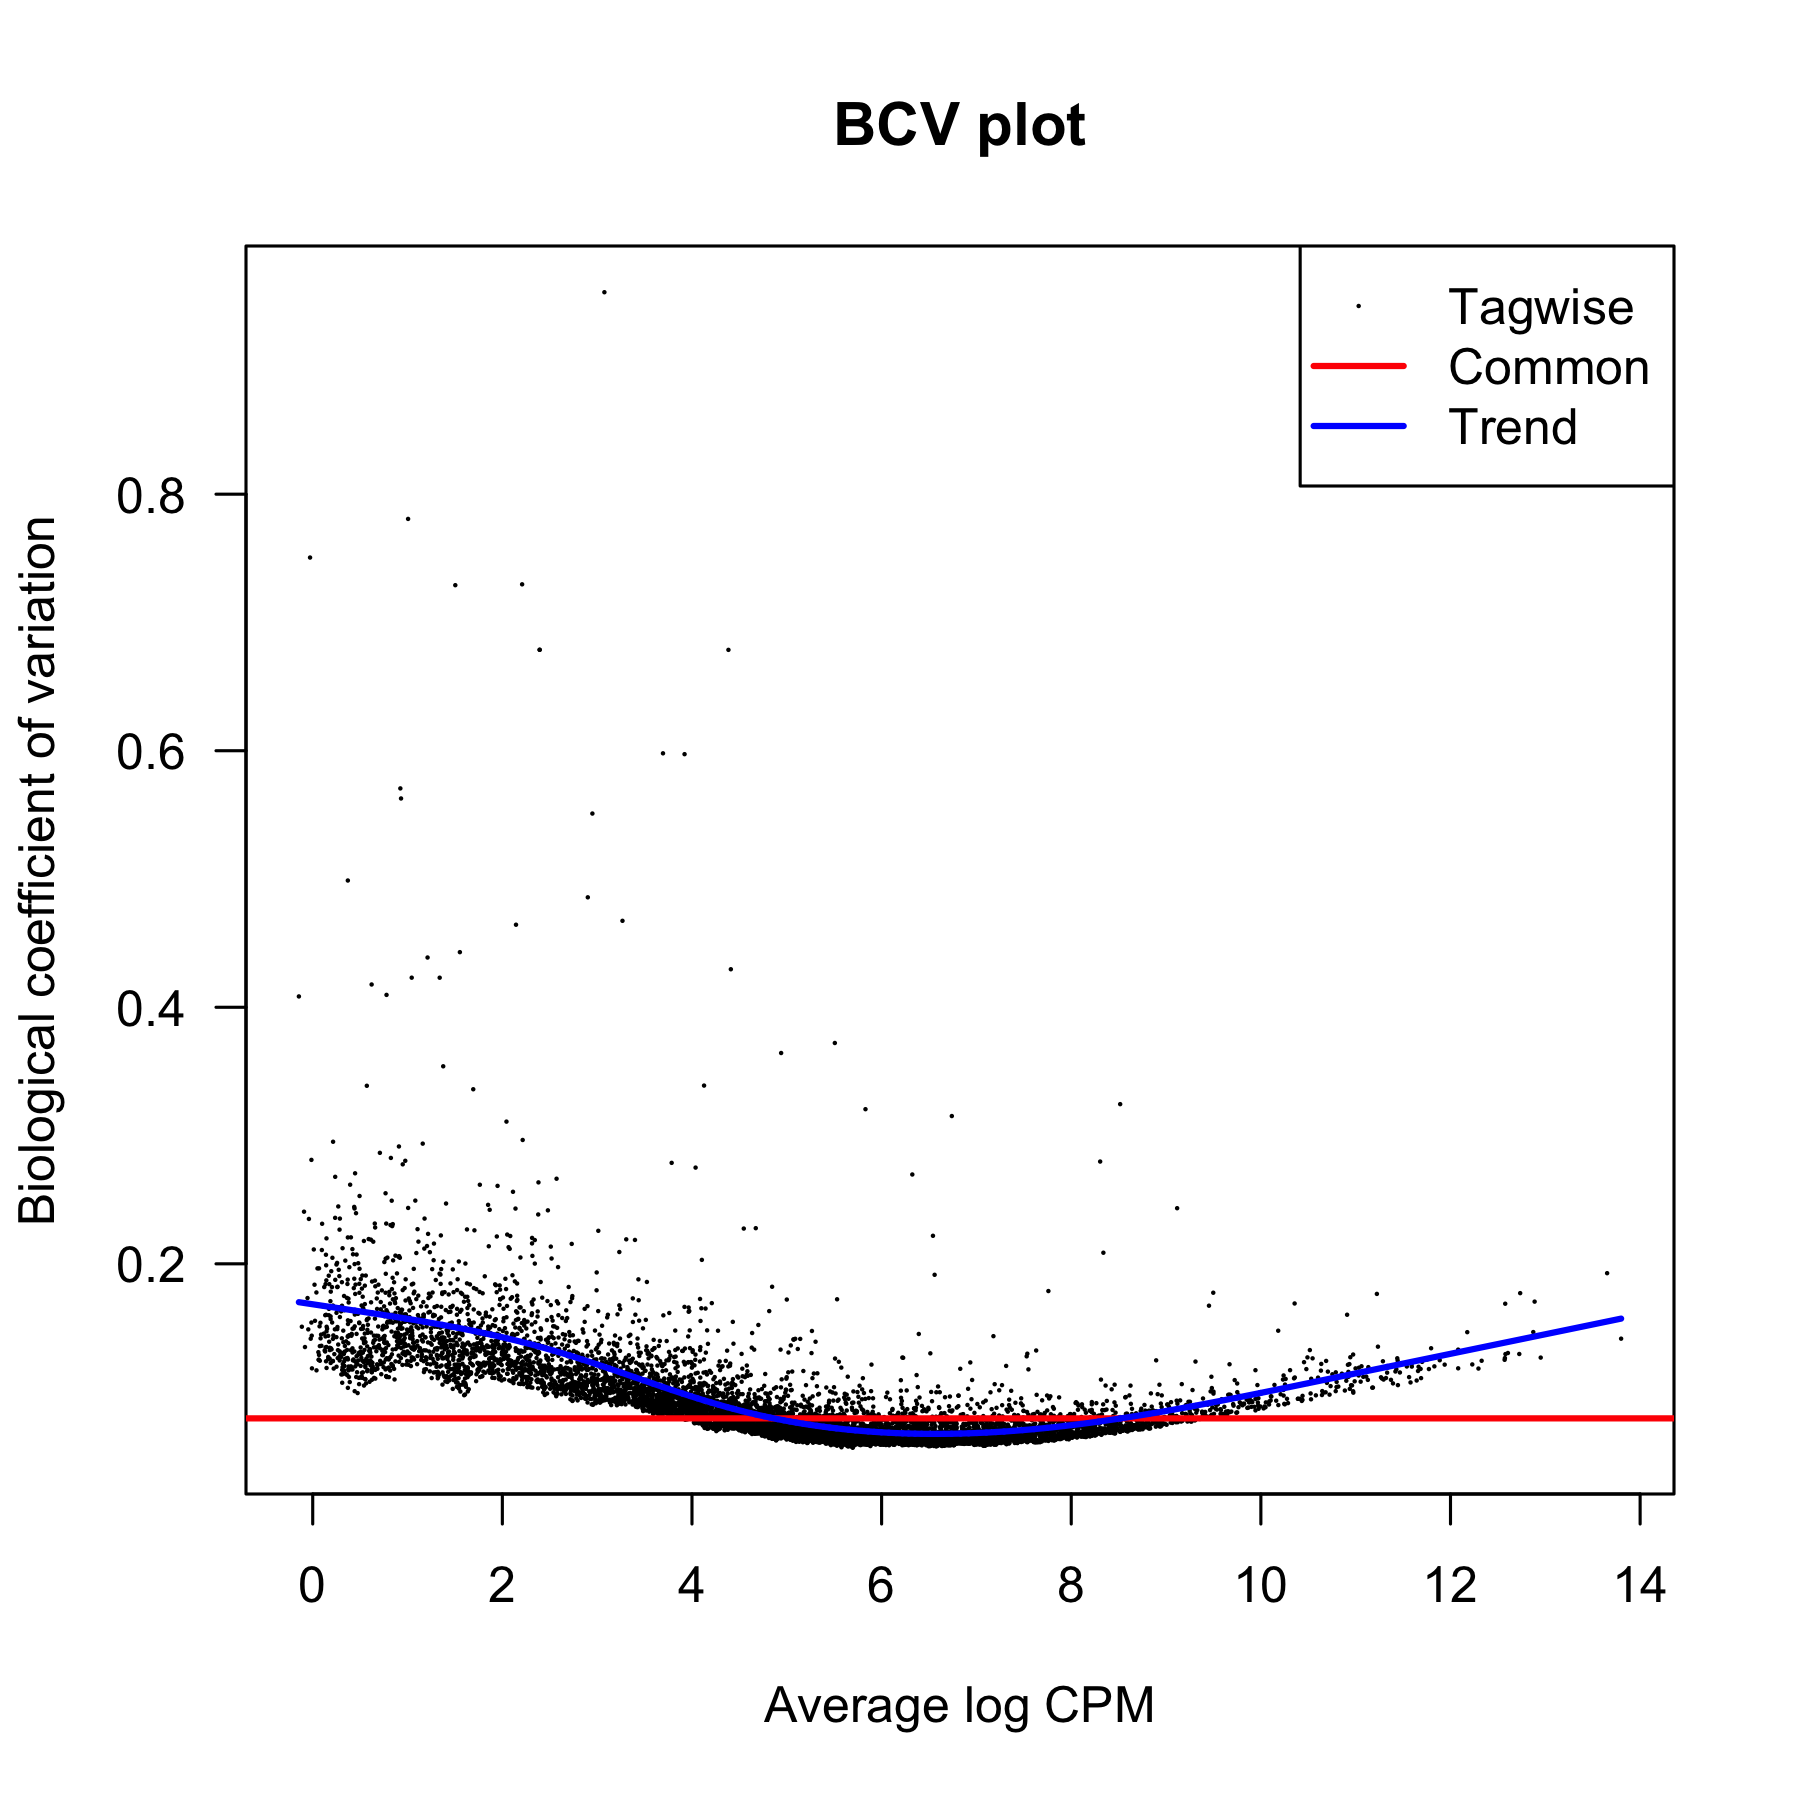 BCV plot
Tagwise
Common
Trend
Biological coefficient of variation
0.8
0.6
0.4
0.2
0 2 4 6 8 10 12 14
Average log CPM